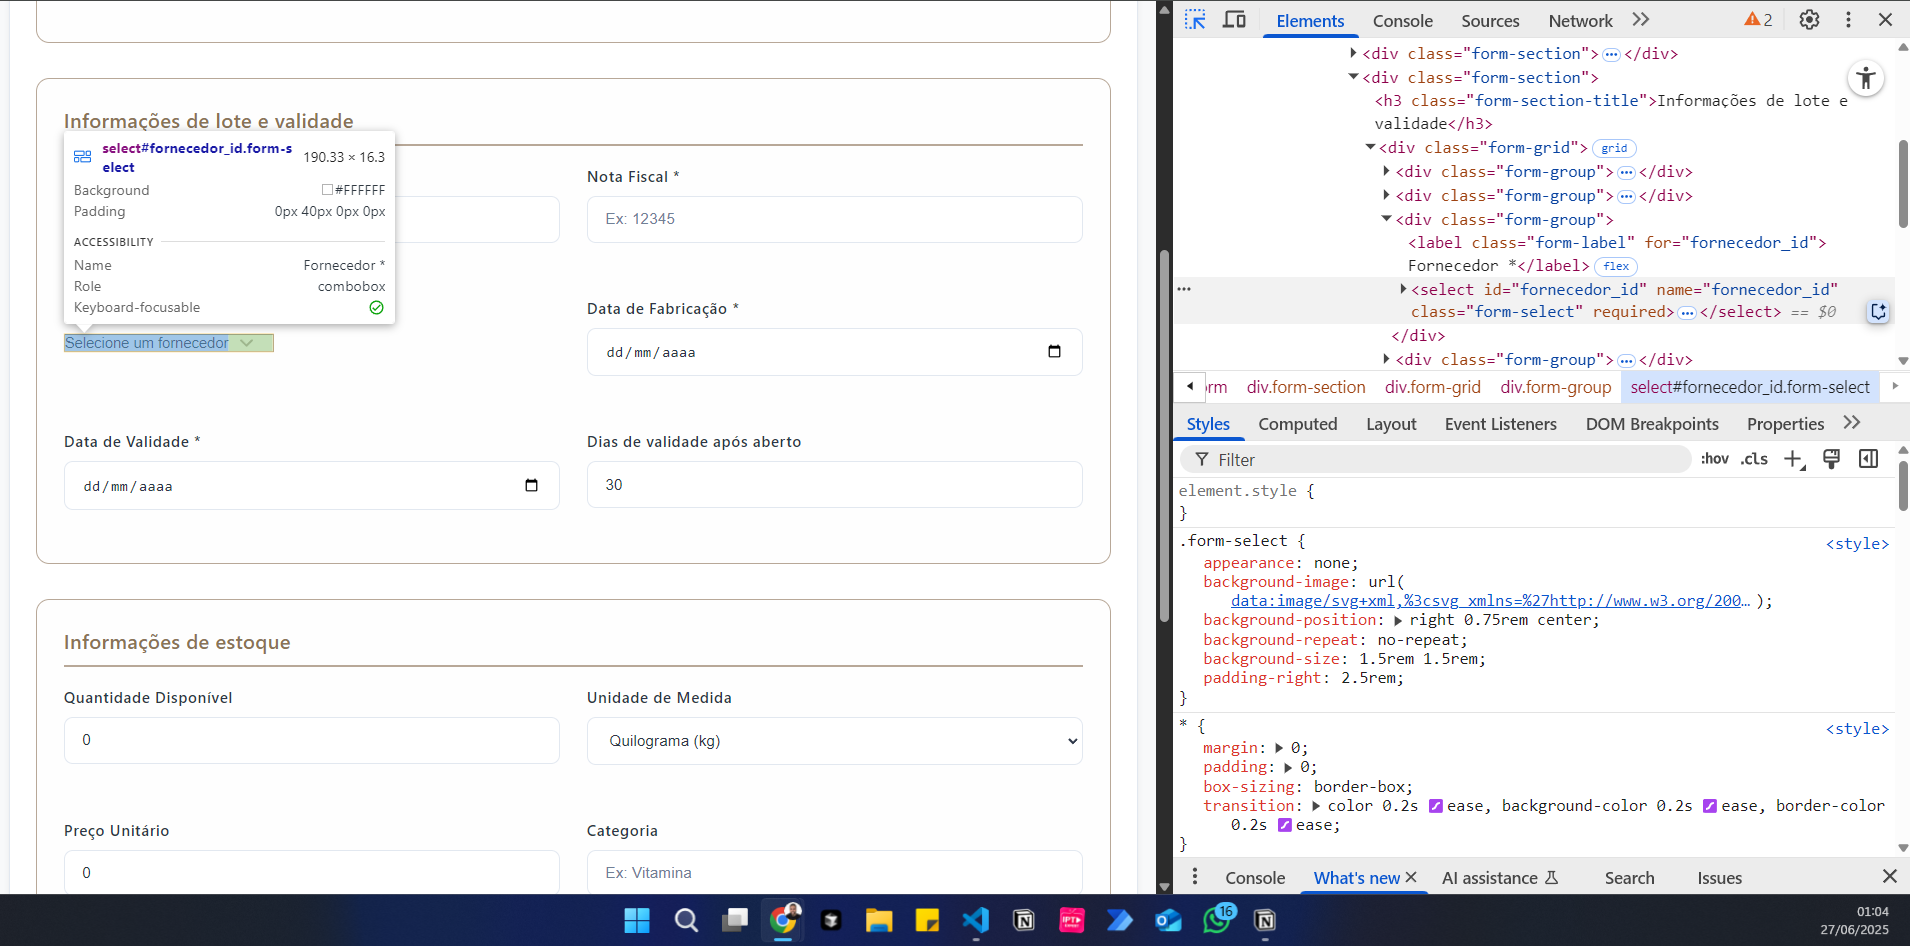 Informações de lote e validade
select#fornecedor_id.form-s
elect
190.33 × 16.3
Background
#FFFFFF
Padding
0px 40px 0px 0px
ACCESSIBILITY
Name
Fornecedor *
Role
combobox
Keyboard-focusable
Selecione um fornecedor
Nota Fiscal *
Ex: 12345
Data de Fabricação *
dd/mm/aaaa
Data de Validade *
dd/mm/aaaa
Dias de validade após aberto
30
Informações de estoque
Quantidade Disponível
0
Unidade de Medida
Quilograma (kg)
Preço Unitário
0
Categoria
Ex: Vitamina
Elements
Console
Sources
Network
2
<div class="form-section"> ••• </div>
<div class="form-section">
<h3 class="form-section-title">Informações de lote e
validade</h3>
<div class="form-grid"> grid
<div class="form-group"> ••• </div>
<div class="form-group"> ••• </div>
<div class="form-group">
<label class="form-label" for="fornecedor_id">
Fornecedor *</label> flex
<select id="fornecedor_id" name="fornecedor_id"
class="form-select" required> ••• </select> == $0
</div>
<div class="form-group"> ••• </div>
orm
div.form-section
div.form-grid
div.form-group
select#fornecedor_id.form-select
Styles
Computed
Layout
Event Listeners
DOM Breakpoints
Properties
Filter
:hov
.cls
element.style {
}
.form-select {
<style>
appearance: none;
background-image: url(
data:image/svg+xml,%3csvg xmlns=%27http://www.w3.org/200… );
background-position: right 0.75rem center;
background-repeat: no-repeat;
background-size: 1.5rem 1.5rem;
padding-right: 2.5rem;
}
* {
<style>
margin: 0;
padding: 0;
box-sizing: border-box;
transition: color 0.2s ease, background-color 0.2s ease, border-color
0.2s ease;
}
Console
What's new
AI assistance
Search
Issues
16
01:04
27/06/2025